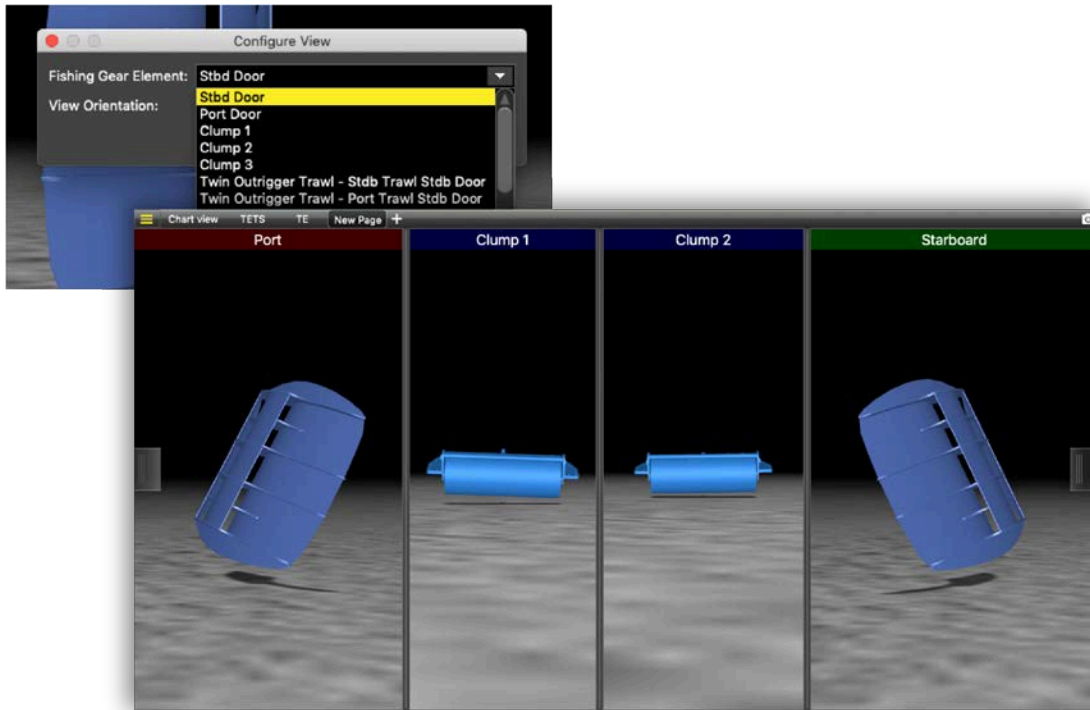 Configure View
Fishing Gear Element: Stbd Door
View Orientation:
Stbd Door
Port Door
Clump 1
Clump 2
Clump 3
Twin Outrigger Trawl - Stdb Trawl Stdb Door
Twin Outrigger Trawl - Port Trawl Stdb Door
Chart view TETS TE New Page +
Port Clump 1 Clump 2 Starboard